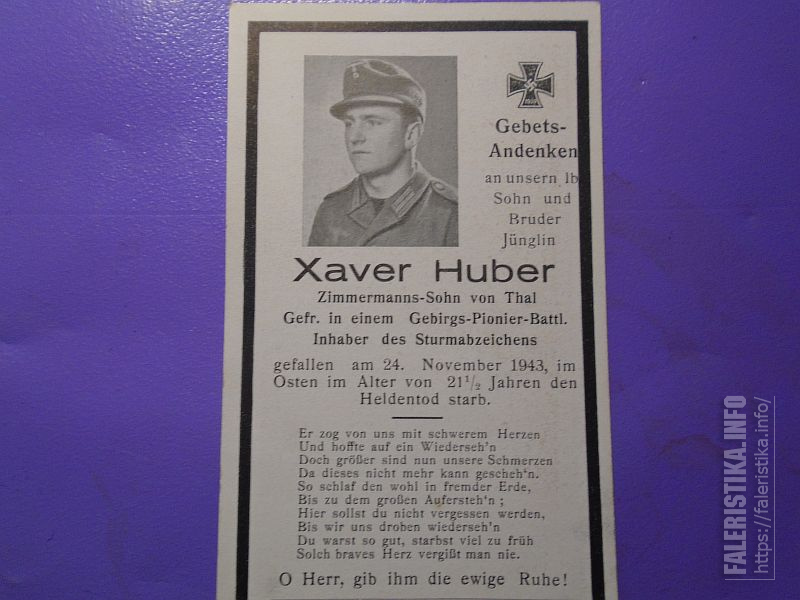 Gebets-
Andenken
an unsern lb
Sohn und
Bruder
Jünglin
Xaver Huber
Zimmermanns-Sohn von Thal
Gefr. in einem Gebirgs-Pionier-Battl.
Inhaber des Sturmabzeichens
gefallen am 24. November 1943, im
Osten im Alter von 21½ Jahren den
Heldentod starb.
Er zog von uns mit schwerem Herzen
Und hoffte auf ein Wiederseh'n
Doch größer sind nun unsere Schmerzen
Da dieses nicht mehr kann gescheh'n.
So schlaf den wohl in fremder Erde,
Bis zu dem großen Aufersteh'n ;
Hier sollst du nicht vergessen werden,
Bis wir uns droben wiederseh'n
Du warst so gut, starbst viel zu früh
Solch braves Herz vergißt man nie.
O Herr, gib ihm die ewige Ruhe!
FALERISTIKA.INFO
https://faleristika.info/